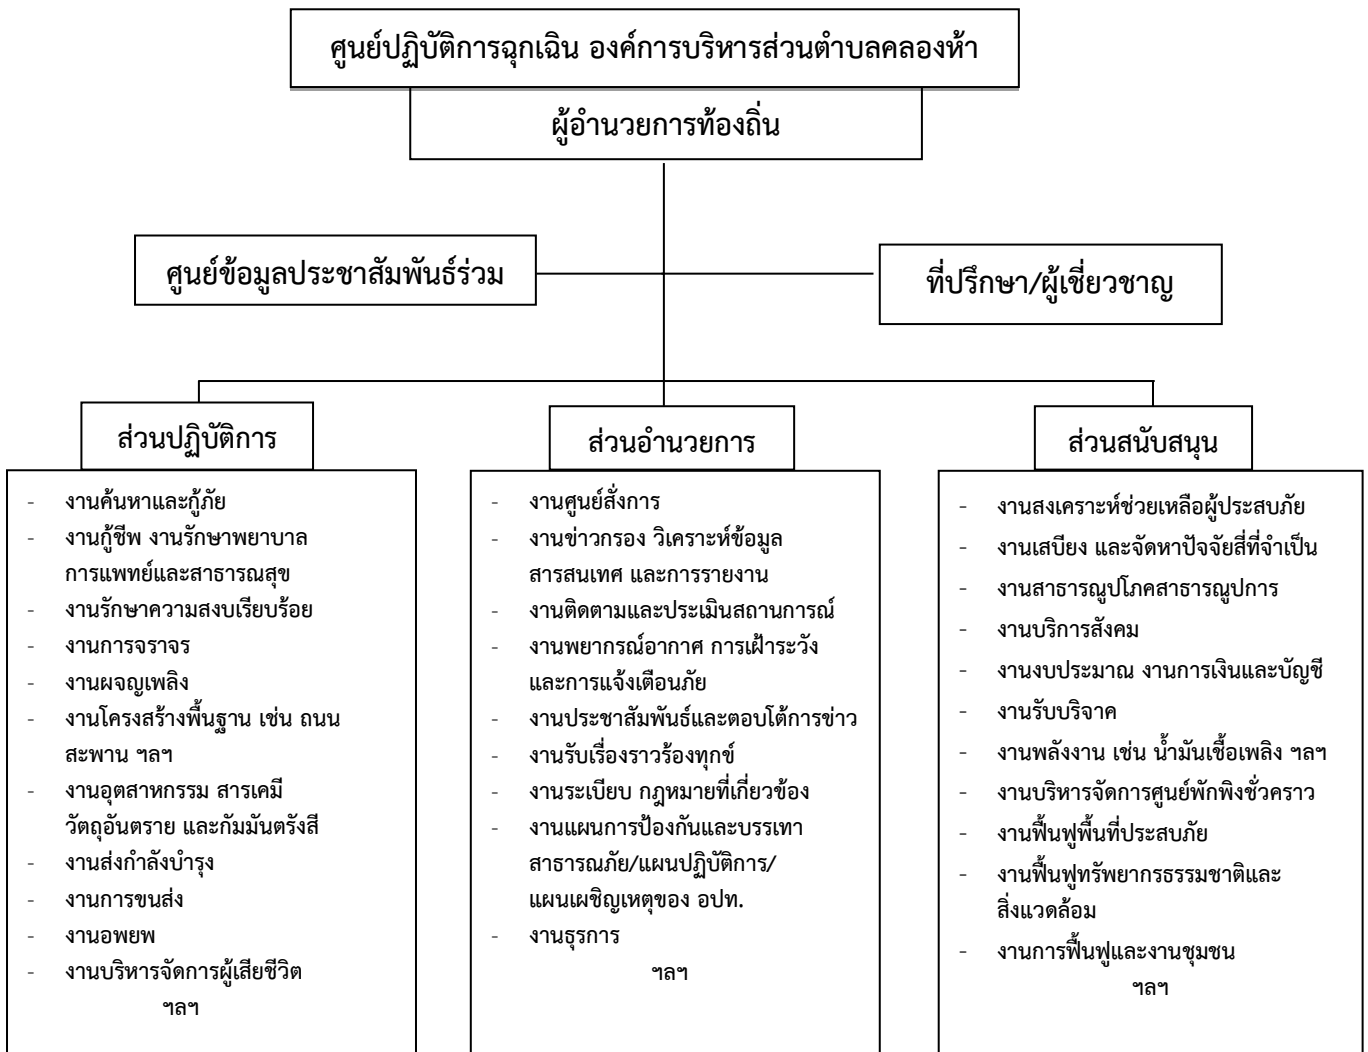 ศูนย์ปฏิบัติการฉุกเฉิน องค์การบริหารส่วนตำบลคลองห้า
ผู้อำนวยการท้องถิ่น
ศูนย์ข้อมูลประชาสัมพันธ์ร่วม
ที่ปรึกษา/ผู้เชี่ยวชาญ
ส่วนปฏิบัติการ
- งานค้นหาและกู้ภัย
- งานกู้ชีพ งานรักษาพยาบาล
การแพทย์และสาธารณสุข
- งานรักษาความสงบเรียบร้อย
- งานการจราจร
- งานผจญเพลิง
- งานโครงสร้างพื้นฐาน เช่น ถนน
สะพาน ฯลฯ
- งานอุตสาหกรรม สารเคมี
วัตถุอันตราย และกัมมันตรังสี
- งานส่งกำลังบำรุง
- งานการขนส่ง
- งานอพยพ
- งานบริหารจัดการผู้เสียชีวิต
ฯลฯ
ส่วนอำนวยการ
- งานศูนย์สั่งการ
- งานข่าวกรอง วิเคราะห์ข้อมูล
สารสนเทศ และการรายงาน
- งานติดตามและประเมินสถานการณ์
- งานพยากรณ์อากาศ การเฝ้าระวัง
และการแจ้งเตือนภัย
- งานประชาสัมพันธ์และตอบโต้การข่าว
- งานรับเรื่องราวร้องทุกข์
- งานระเบียบ กฎหมายที่เกี่ยวข้อง
- งานแผนการป้องกันและบรรเทา
สาธารณภัย/แผนปฏิบัติการ/
แผนเผชิญเหตุของ อปท.
- งานธุรการ
ฯลฯ
ส่วนสนับสนุน
- งานสงเคราะห์ช่วยเหลือผู้ประสบภัย
- งานเสบียง และจัดหาปัจจัยสี่ที่จำเป็น
- งานสาธารณูปโภคสาธารณูปการ
- งานบริการสังคม
- งานงบประมาณ งานการเงินและบัญชี
- งานรับบริจาค
- งานพลังงาน เช่น น้ำมันเชื้อเพลิง ฯลฯ
- งานบริหารจัดการศูนย์พักพิงชั่วคราว
- งานฟื้นฟูพื้นที่ประสบภัย
- งานฟื้นฟูทรัพยากรธรรมชาติและ
สิ่งแวดล้อม
- งานการฟื้นฟูและงานชุมชน
ฯลฯ